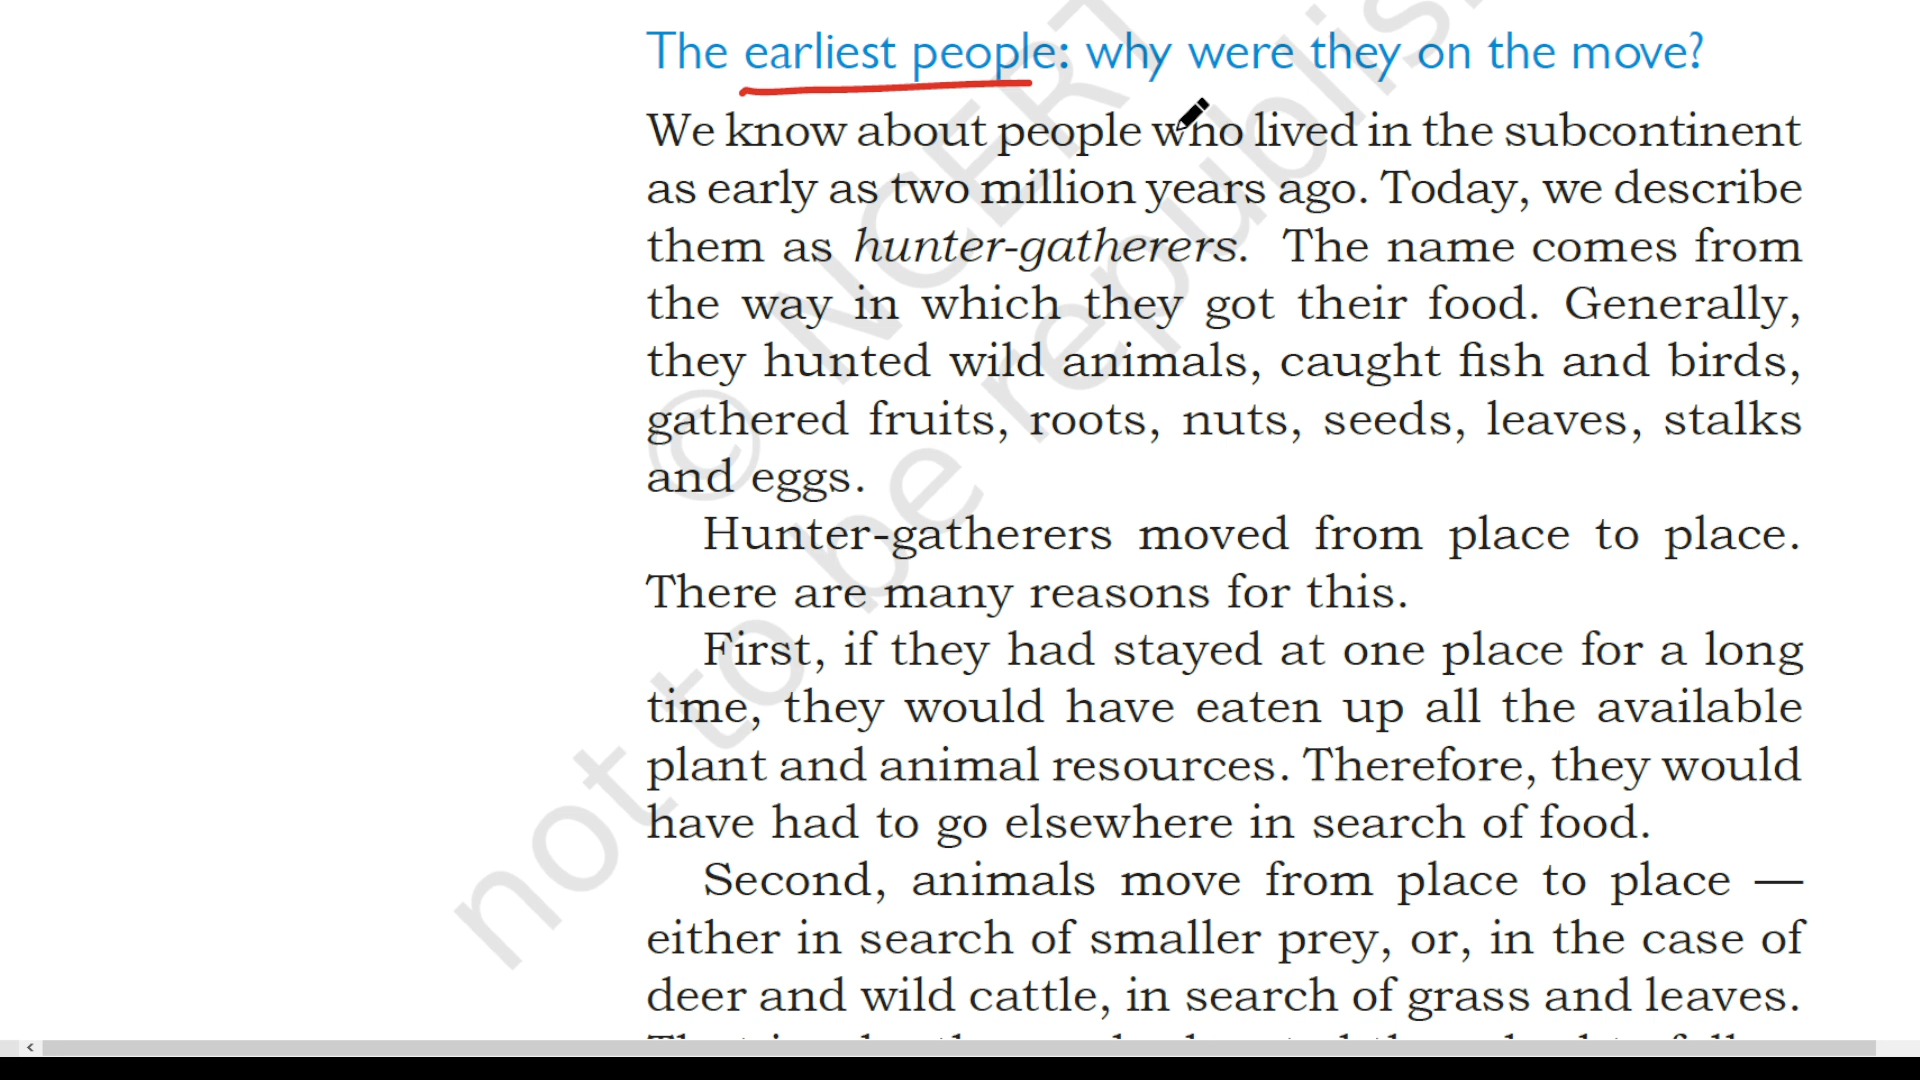 The earliest people: why were they on the move?
We know about people who lived in the subcontinent
as early as two million years ago. Today, we describe
them as hunter-gatherers. The name comes from
the way in which they got their food. Generally,
they hunted wild animals, caught fish and birds,
gathered fruits, roots, nuts, seeds, leaves, stalks
and eggs.
Hunter-gatherers moved from place to place.
There are many reasons for this.
First, if they had stayed at one place for a long
time, they would have eaten up all the available
plant and animal resources. Therefore, they would
have had to go elsewhere in search of food.
Second, animals move from place to place —
either in search of smaller prey, or, in the case of
deer and wild cattle, in search of grass and leaves.
© NCERT
not to be republis